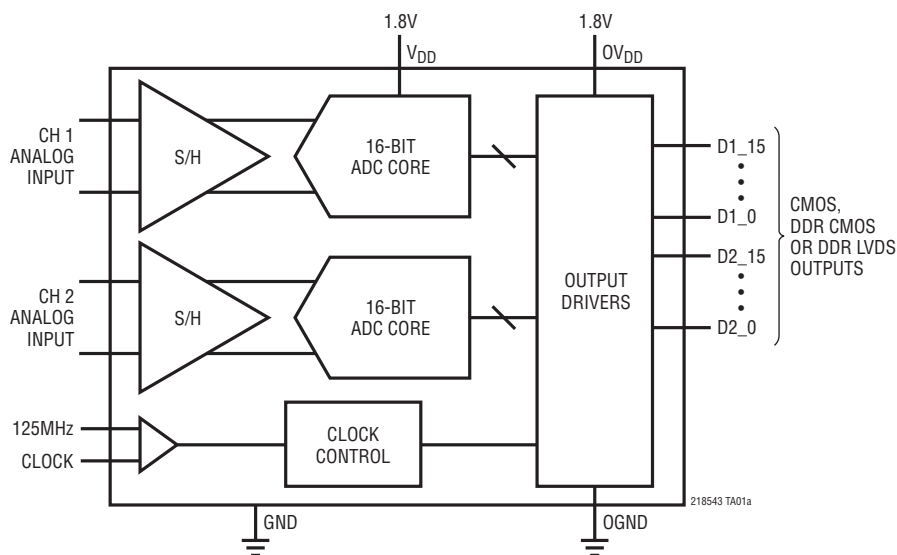 1.8V
1.8V
VDD
OVDD
CH 1
ANALOG
INPUT
S/H
16-BIT
ADC CORE
D1_15
D1_0
D2_15
D2_0
CMOS,
DDR CMOS
OR DDR LVDS
OUTPUTS
OUTPUT
DRIVERS
CH 2
ANALOG
INPUT
S/H
16-BIT
ADC CORE
125MHz
CLOCK
CLOCK
CONTROL
GND
OGND
218543 TA01a